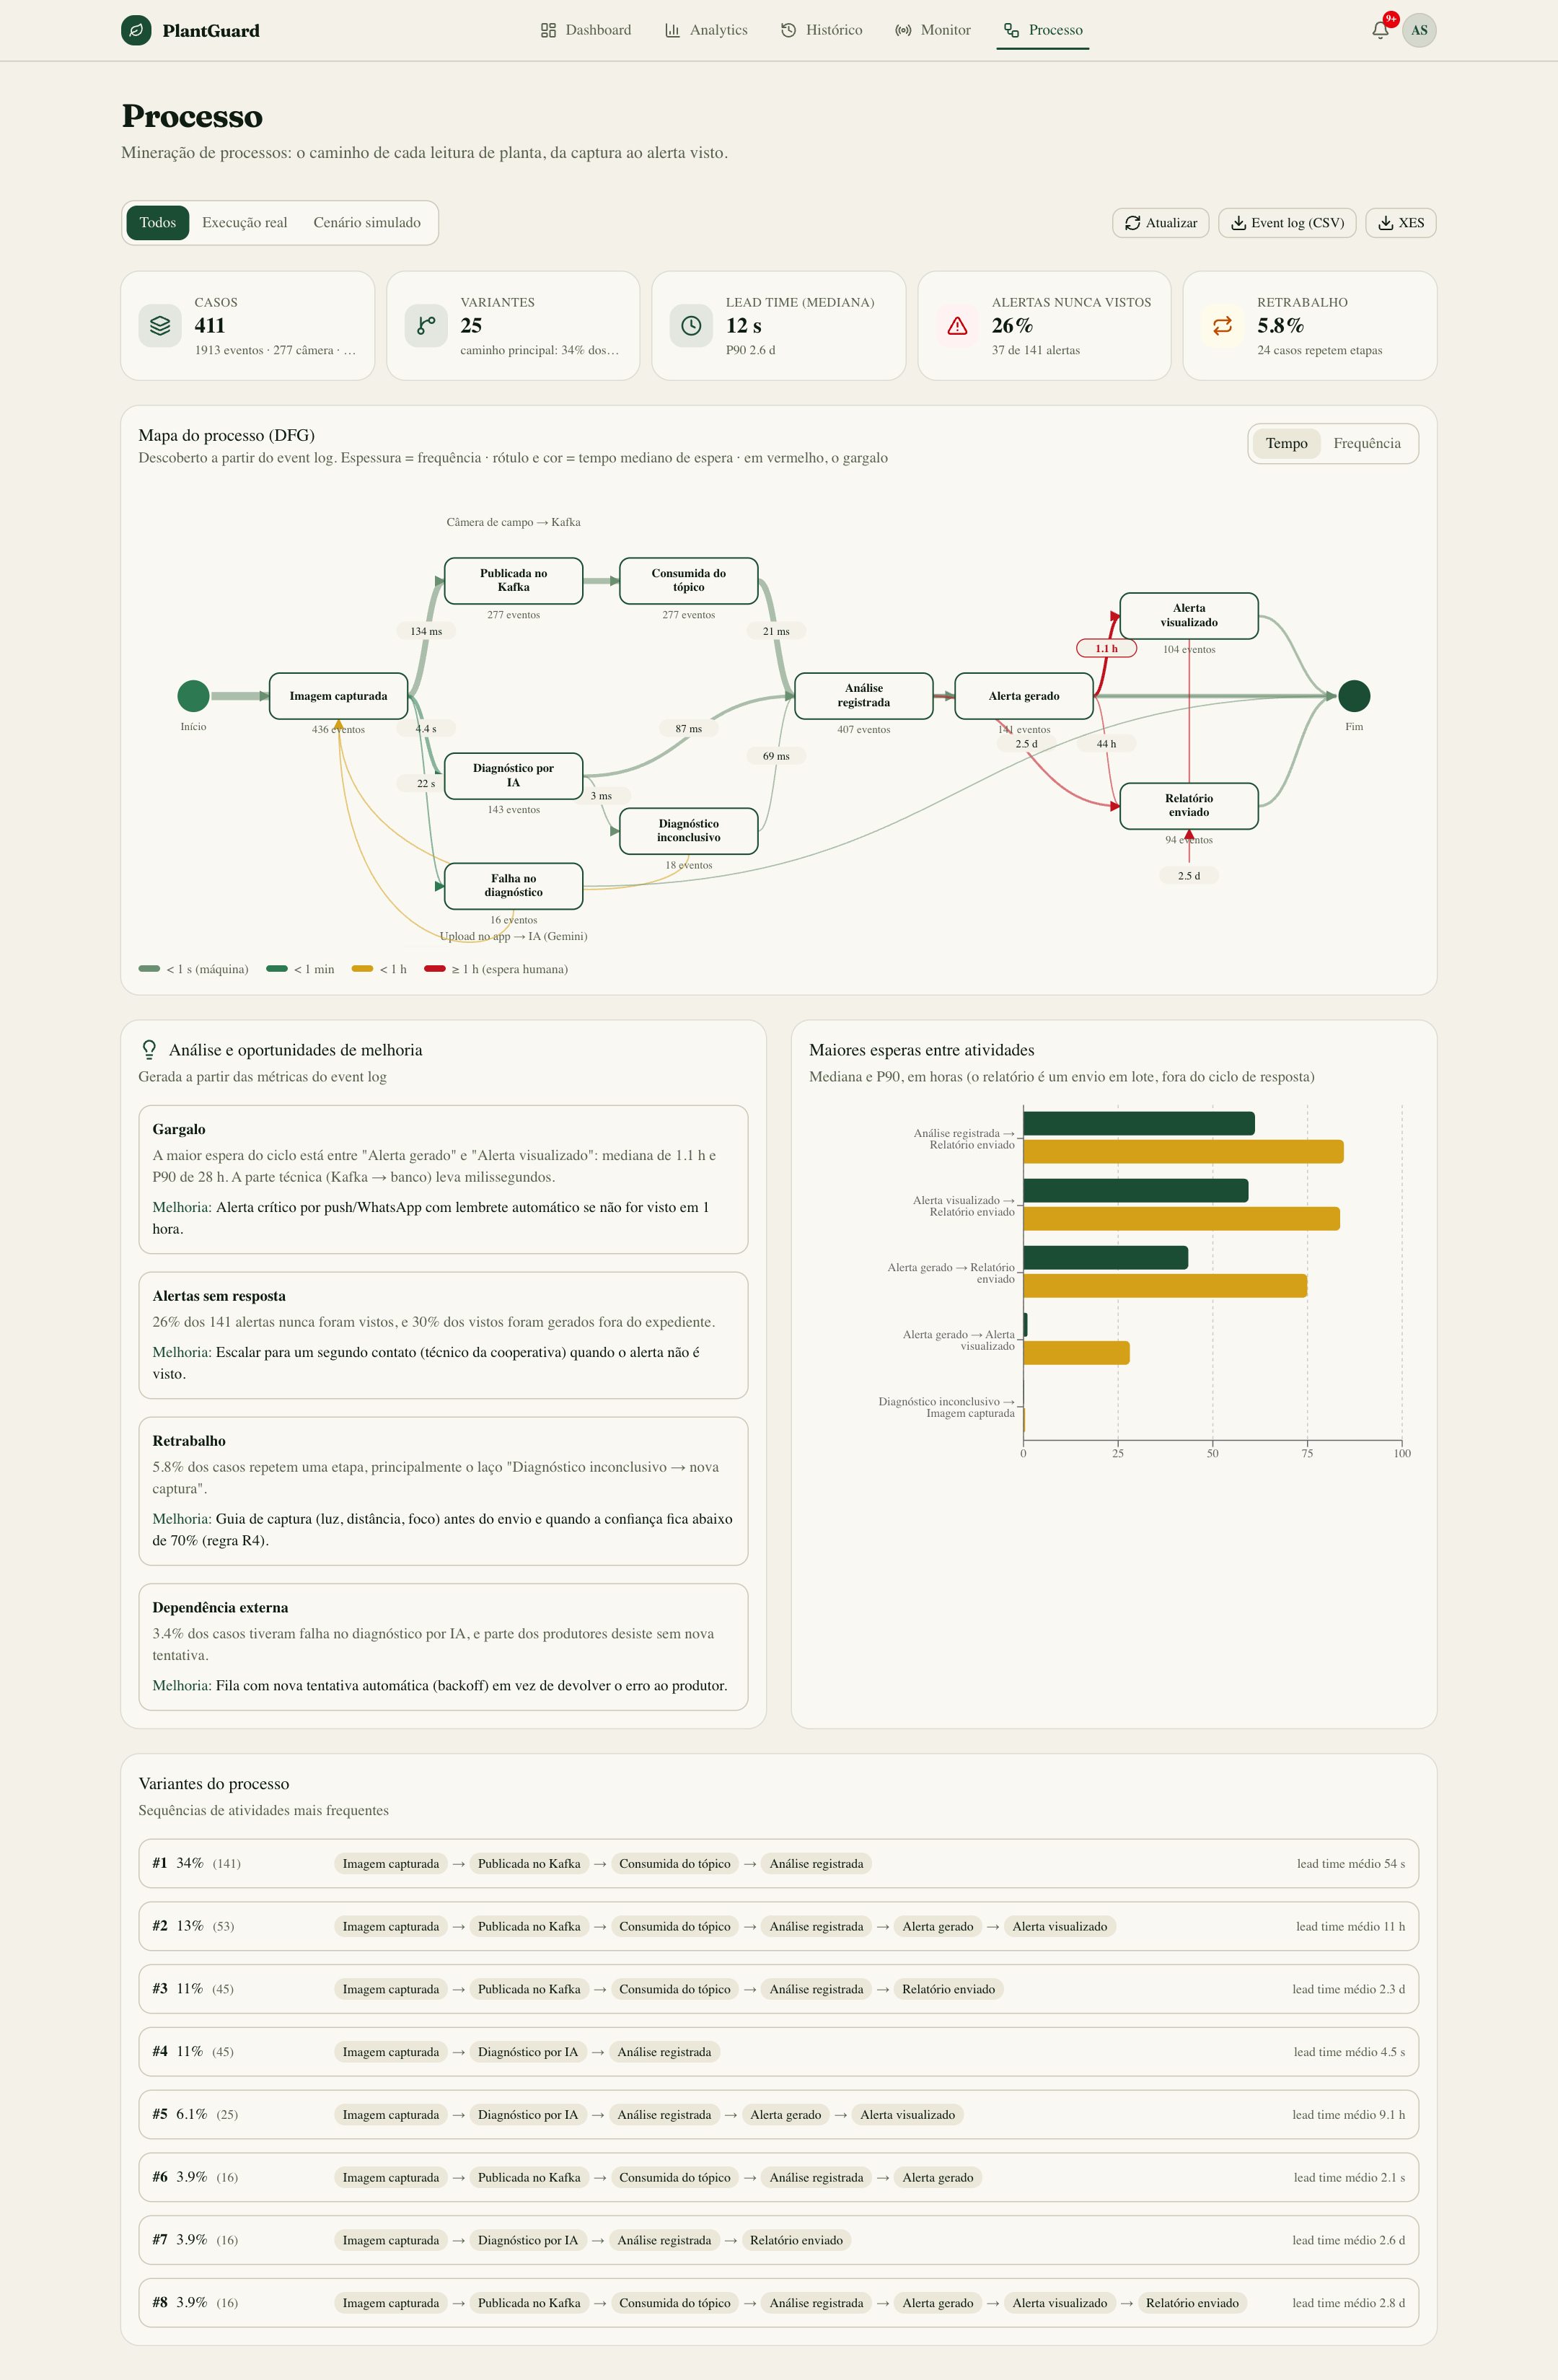 PlantGuard
Dashboard
Analytics
Histórico
Monitor
Processo
9+
AS
Processo
Mineração de processos: o caminho de cada leitura de planta, da captura ao alerta visto.
Todos
Execução real
Cenário simulado
Atualizar
Event log (CSV)
XES
CASOS
411
1913 eventos · 277 câmera · …
VARIANTES
25
caminho principal: 34% dos…
LEAD TIME (MEDIANA)
12 s
P90 2.6 d
ALERTAS NUNCA VISTOS
26%
37 de 141 alertas
RETRABALHO
5.8%
24 casos repetem etapas
Mapa do processo (DFG)
Descoberto a partir do event log. Espessura = frequência · rótulo e cor = tempo mediano de espera · em vermelho, o gargalo
Tempo
Frequência
Câmera de campo → Kafka
Publicada no
Kafka
277 eventos
Consumida do
tópico
277 eventos
Alerta
visualizado
104 eventos
134 ms
21 ms
1.1 h
Início
Imagem capturada
436 eventos
Análise
registrada
407 eventos
Alerta gerado
141 eventos
Fim
4.4 s
87 ms
2.5 d
44 h
69 ms
22 s
Diagnóstico por
IA
143 eventos
3 ms
Diagnóstico
inconclusivo
18 eventos
Relatório
enviado
94 eventos
2.5 d
Falha no
diagnóstico
16 eventos
Upload no app → IA (Gemini)
< 1 s (máquina)
< 1 min
< 1 h
≥ 1 h (espera humana)
Análise e oportunidades de melhoria
Gerada a partir das métricas do event log
Gargalo
A maior espera do ciclo está entre "Alerta gerado" e "Alerta visualizado": mediana de 1.1 h e
P90 de 28 h. A parte técnica (Kafka → banco) leva milissegundos.
Melhoria: Alerta crítico por push/WhatsApp com lembrete automático se não for visto em 1
hora.
Alertas sem resposta
26% dos 141 alertas nunca foram vistos, e 30% dos vistos foram gerados fora do expediente.
Melhoria: Escalar para um segundo contato (técnico da cooperativa) quando o alerta não é
visto.
Retrabalho
5.8% dos casos repetem uma etapa, principalmente o laço "Diagnóstico inconclusivo → nova
captura".
Melhoria: Guia de captura (luz, distância, foco) antes do envio e quando a confiança fica abaixo
de 70% (regra R4).
Dependência externa
3.4% dos casos tiveram falha no diagnóstico por IA, e parte dos produtores desiste sem nova
tentativa.
Melhoria: Fila com nova tentativa automática (backoff) em vez de devolver o erro ao produtor.
Maiores esperas entre atividades
Mediana e P90, em horas (o relatório é um envio em lote, fora do ciclo de resposta)
Análise registrada →
Relatório enviado
Alerta visualizado →
Relatório enviado
Alerta gerado → Relatório
enviado
Alerta gerado → Alerta
visualizado
Diagnóstico inconclusivo →
Imagem capturada
0
25
50
75
100
Variantes do processo
Sequências de atividades mais frequentes
#1 34% (141) Imagem capturada → Publicada no Kafka → Consumida do tópico → Análise registrada lead time médio 54 s
#2 13% (53) Imagem capturada → Publicada no Kafka → Consumida do tópico → Análise registrada → Alerta gerado → Alerta visualizado lead time médio 11 h
#3 11% (45) Imagem capturada → Publicada no Kafka → Consumida do tópico → Análise registrada → Relatório enviado lead time médio 2.3 d
#4 11% (45) Imagem capturada → Diagnóstico por IA → Análise registrada lead time médio 4.5 s
#5 6.1% (25) Imagem capturada → Diagnóstico por IA → Análise registrada → Alerta gerado → Alerta visualizado lead time médio 9.1 h
#6 3.9% (16) Imagem capturada → Publicada no Kafka → Consumida do tópico → Análise registrada → Alerta gerado lead time médio 2.1 s
#7 3.9% (16) Imagem capturada → Diagnóstico por IA → Análise registrada → Relatório enviado lead time médio 2.6 d
#8 3.9% (16) Imagem capturada → Publicada no Kafka → Consumida do tópico → Análise registrada → Alerta gerado → Alerta visualizado → Relatório enviado lead time médio 2.8 d